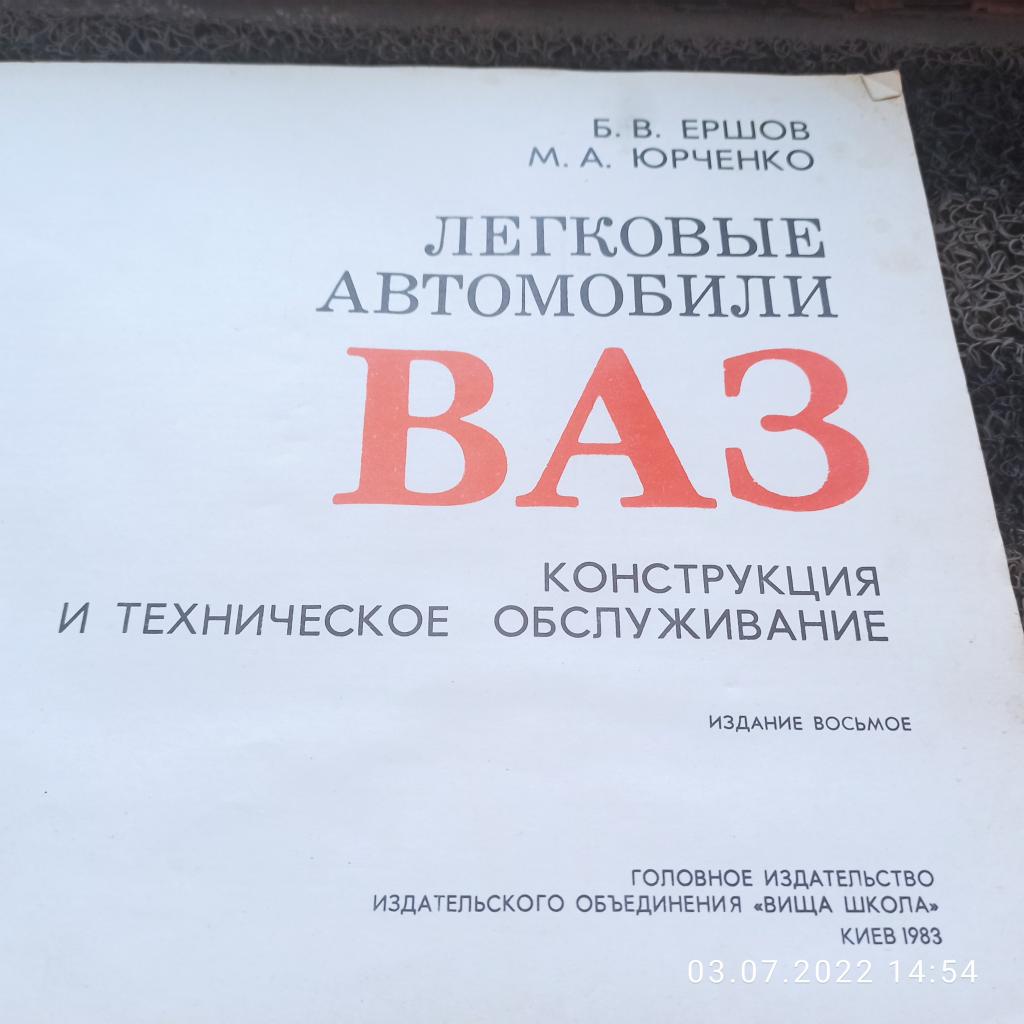 Б. В. ЕРШОВ
М. А. ЮРЧЕНКО
ЛЕГКОВЫЕ
АВТОМОБИЛИ
ВАЗ
КОНСТРУКЦИЯ
И ТЕХНИЧЕСКОЕ ОБСЛУЖИВАНИЕ
ИЗДАНИЕ ВОСЬМОЕ
ГОЛОВНОЕ ИЗДАТЕЛЬСТВО
ИЗДАТЕЛЬСКОГО ОБЪЕДИНЕНИЯ «ВИЩА ШКОЛА»
КИЕВ 1983
03.07.2022 14:54